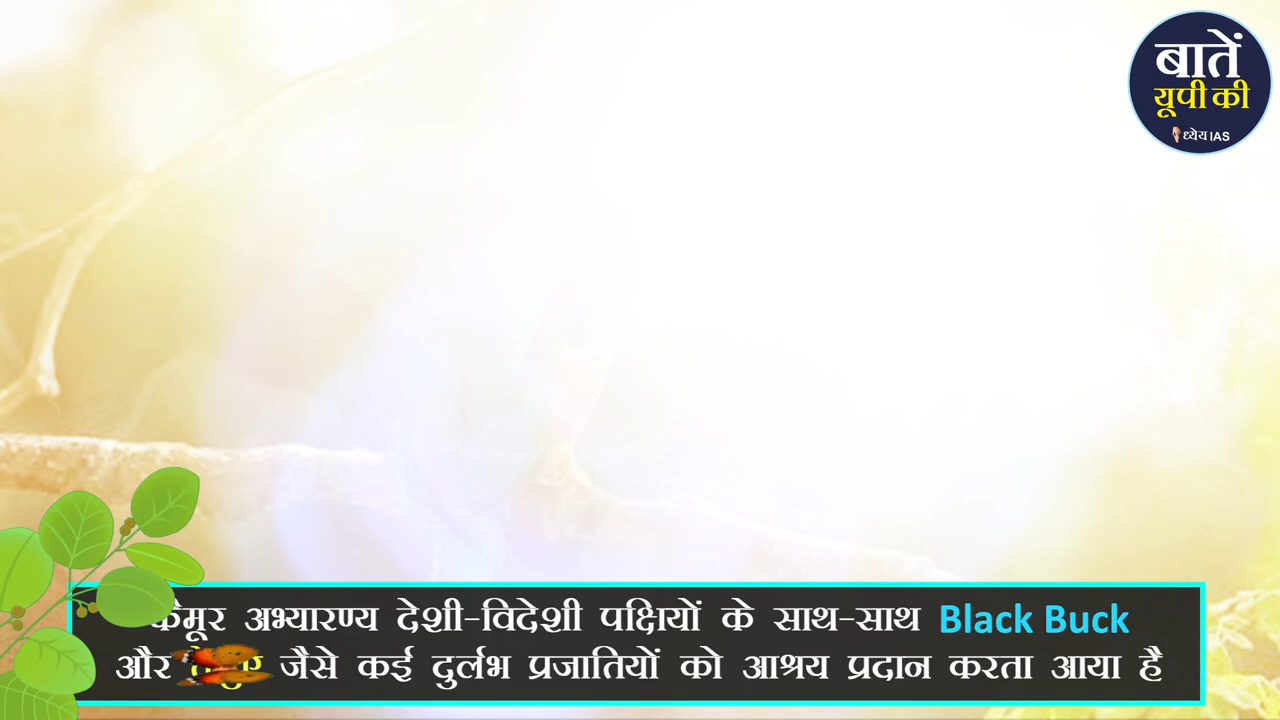 बातें
यूपी की
ध्येय IAS
कैमूर अभ्यारण्य देशी-विदेशी पक्षियों के साथ-साथ Black Buck
और जैसे कई दुर्लभ प्रजातियों को आश्रय प्रदान करता आया है